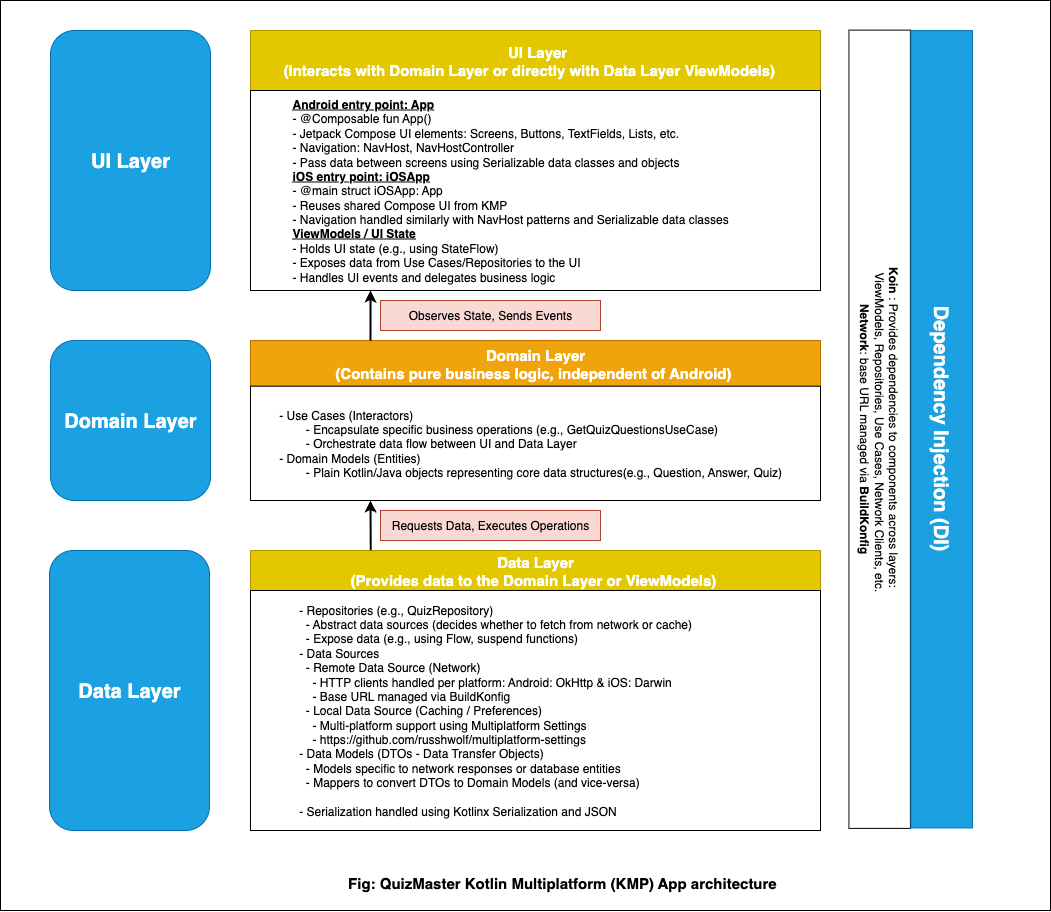 UI Layer
UI Layer
(Interacts with Domain Layer or directly with Data Layer ViewModels)
Android entry point: App
- @Composable fun App()
- Jetpack Compose UI elements: Screens, Buttons, TextFields, Lists, etc.
- Navigation: NavHost, NavHostController
- Pass data between screens using Serializable data classes and objects
iOS entry point: iOSApp
- @main struct iOSApp: App
- Reuses shared Compose UI from KMP
- Navigation handled similarly with NavHost patterns and Serializable data classes
ViewModels / UI State
- Holds UI state (e.g., using StateFlow)
- Exposes data from Use Cases/Repositories to the UI
- Handles UI events and delegates business logic
Observes State, Sends Events
Domain Layer
Domain Layer
(Contains pure business logic, independent of Android)
- Use Cases (Interactors)
- Encapsulate specific business operations (e.g., GetQuizQuestionsUseCase)
- Orchestrate data flow between UI and Data Layer
- Domain Models (Entities)
- Plain Kotlin/Java objects representing core data structures(e.g., Question, Answer, Quiz)
Requests Data, Executes Operations
Data Layer
Data Layer
(Provides data to the Domain Layer or ViewModels)
- Repositories (e.g., QuizRepository)
- Abstract data sources (decides whether to fetch from network or cache)
- Expose data (e.g., using Flow, suspend functions)
- Data Sources
- Remote Data Source (Network)
- HTTP clients handled per platform: Android: OkHttp & iOS: Darwin
- Base URL managed via BuildKonfig
- Local Data Source (Caching / Preferences)
- Multi-platform support using Multiplatform Settings
- https://github.com/russhwolf/multiplatform-settings
- Data Models (DTOs - Data Transfer Objects)
- Models specific to network responses or database entities
- Mappers to convert DTOs to Domain Models (and vice-versa)
- Serialization handled using Kotlinx Serialization and JSON
Dependency Injection (DI)
Koin : Provides dependencies to components across layers:
ViewModels, Repositories, Use Cases, Network Clients, etc.
Network: base URL managed via BuildKonfig
Fig: QuizMaster Kotlin Multiplatform (KMP) App architecture